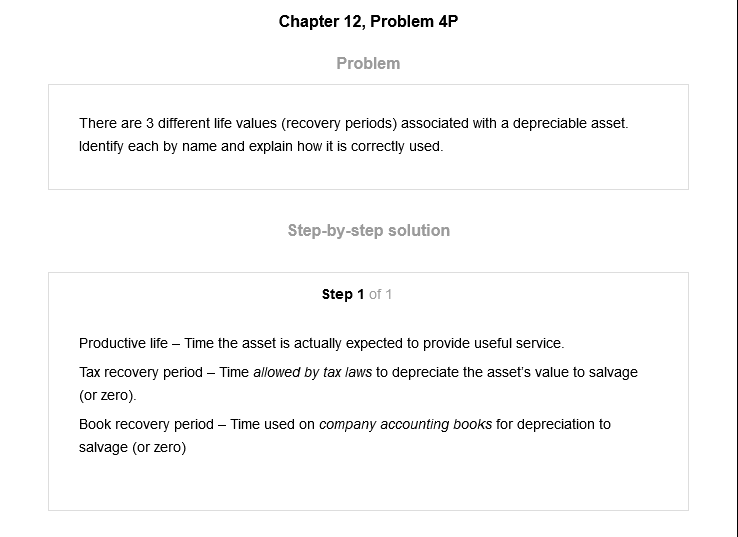 Chapter 12, Problem 4P
Problem
There are 3 different life values (recovery periods) associated with a depreciable asset.
Identify each by name and explain how it is correctly used.
Step-by-step solution
Step 1 of 1
Productive life – Time the asset is actually expected to provide useful service.
Tax recovery period – Time allowed by tax laws to depreciate the asset's value to salvage
(or zero).
Book recovery period – Time used on company accounting books for depreciation to
salvage (or zero)